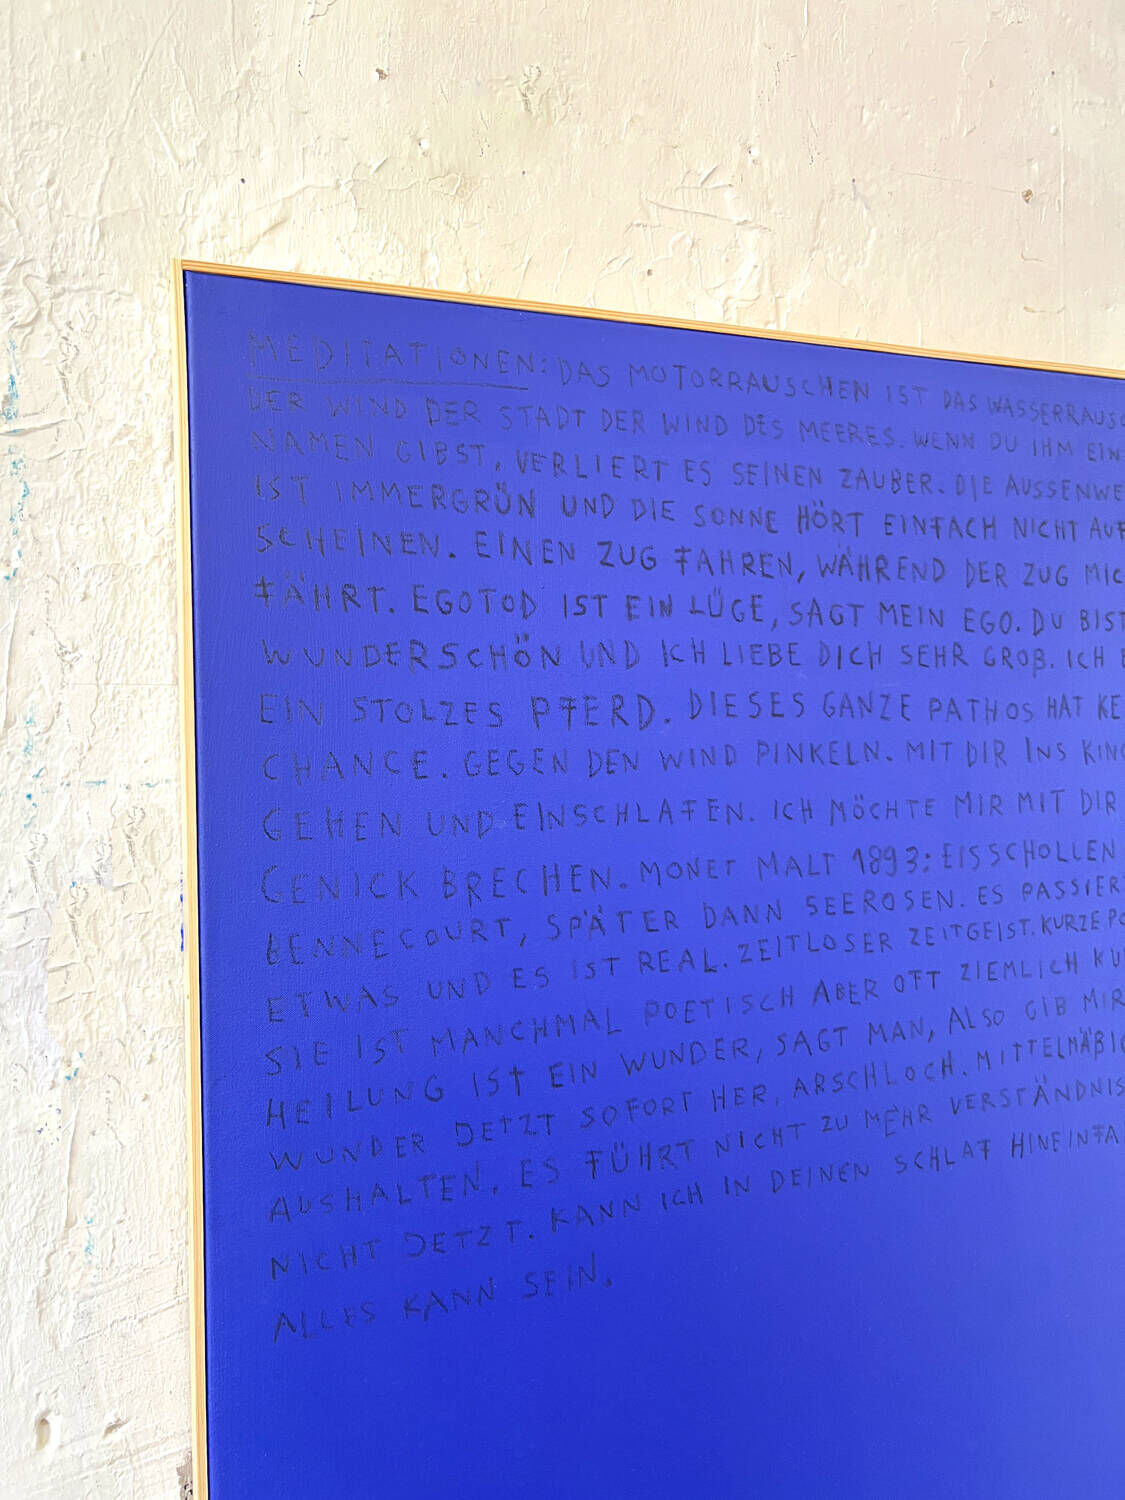 MEDITATIONEN: DAS MOTORRAUSCHEN IST DAS WASSERRAUSC
DER WIND DER STADT DER WIND DES MEERES. WENN DU IHM EIN
NAMEN GIBST, VERLIERT ES SEINEN ZAUBER. DIE AUSSENWE
IST IMMERGRÜN UND DIE SONNE HÖRT EINFACH NICHT AUF
SCHEINEN. EINEN ZUG FAHREN, WÄHREND DER ZUG MIC
FÄHRT. EGOTOD IST EIN LÜGE, SAGT MEIN EGO. DU BIST
WUNDERSCHÖN UND ICH LIEBE DICH SEHR GROß. ICH
EIN STOLZES PFERD. DIESES GANZE PATHOS HAT KE
CHANCE. GEGEN DEN WIND PINKELN. MIT DIR INS KINO
GEHEN UND EINSCHLAFEN. ICH MÖCHTE MIR MIT DIR
GENICK BRECHEN. MONET MALT 1893: EISSCHOLLEN
BENNECOURT, SPÄTER DANN SEEROSEN. ES PASSIERT
ETWAS UND ES IST REAL. ZEITLOSER ZEITGEIST. KURZE PO
SIE IST MANCHMAL POETISCH ABER OFT ZIEMLICH KU
HEILUNG IST EIN WUNDER, SAGT MAN, ALSO GIB MIR
WUNDER JETZT SOFORT HER, ARSCHLOCH. MITTELMÄßIG
AUSHALTEN. ES FÜHRT NICHT ZU MEHR VERSTÄNDNIS
NICHT JETZT. KANN ICH IN DEINEN SCHLAF HINEINFA
ALLES KANN SEIN.